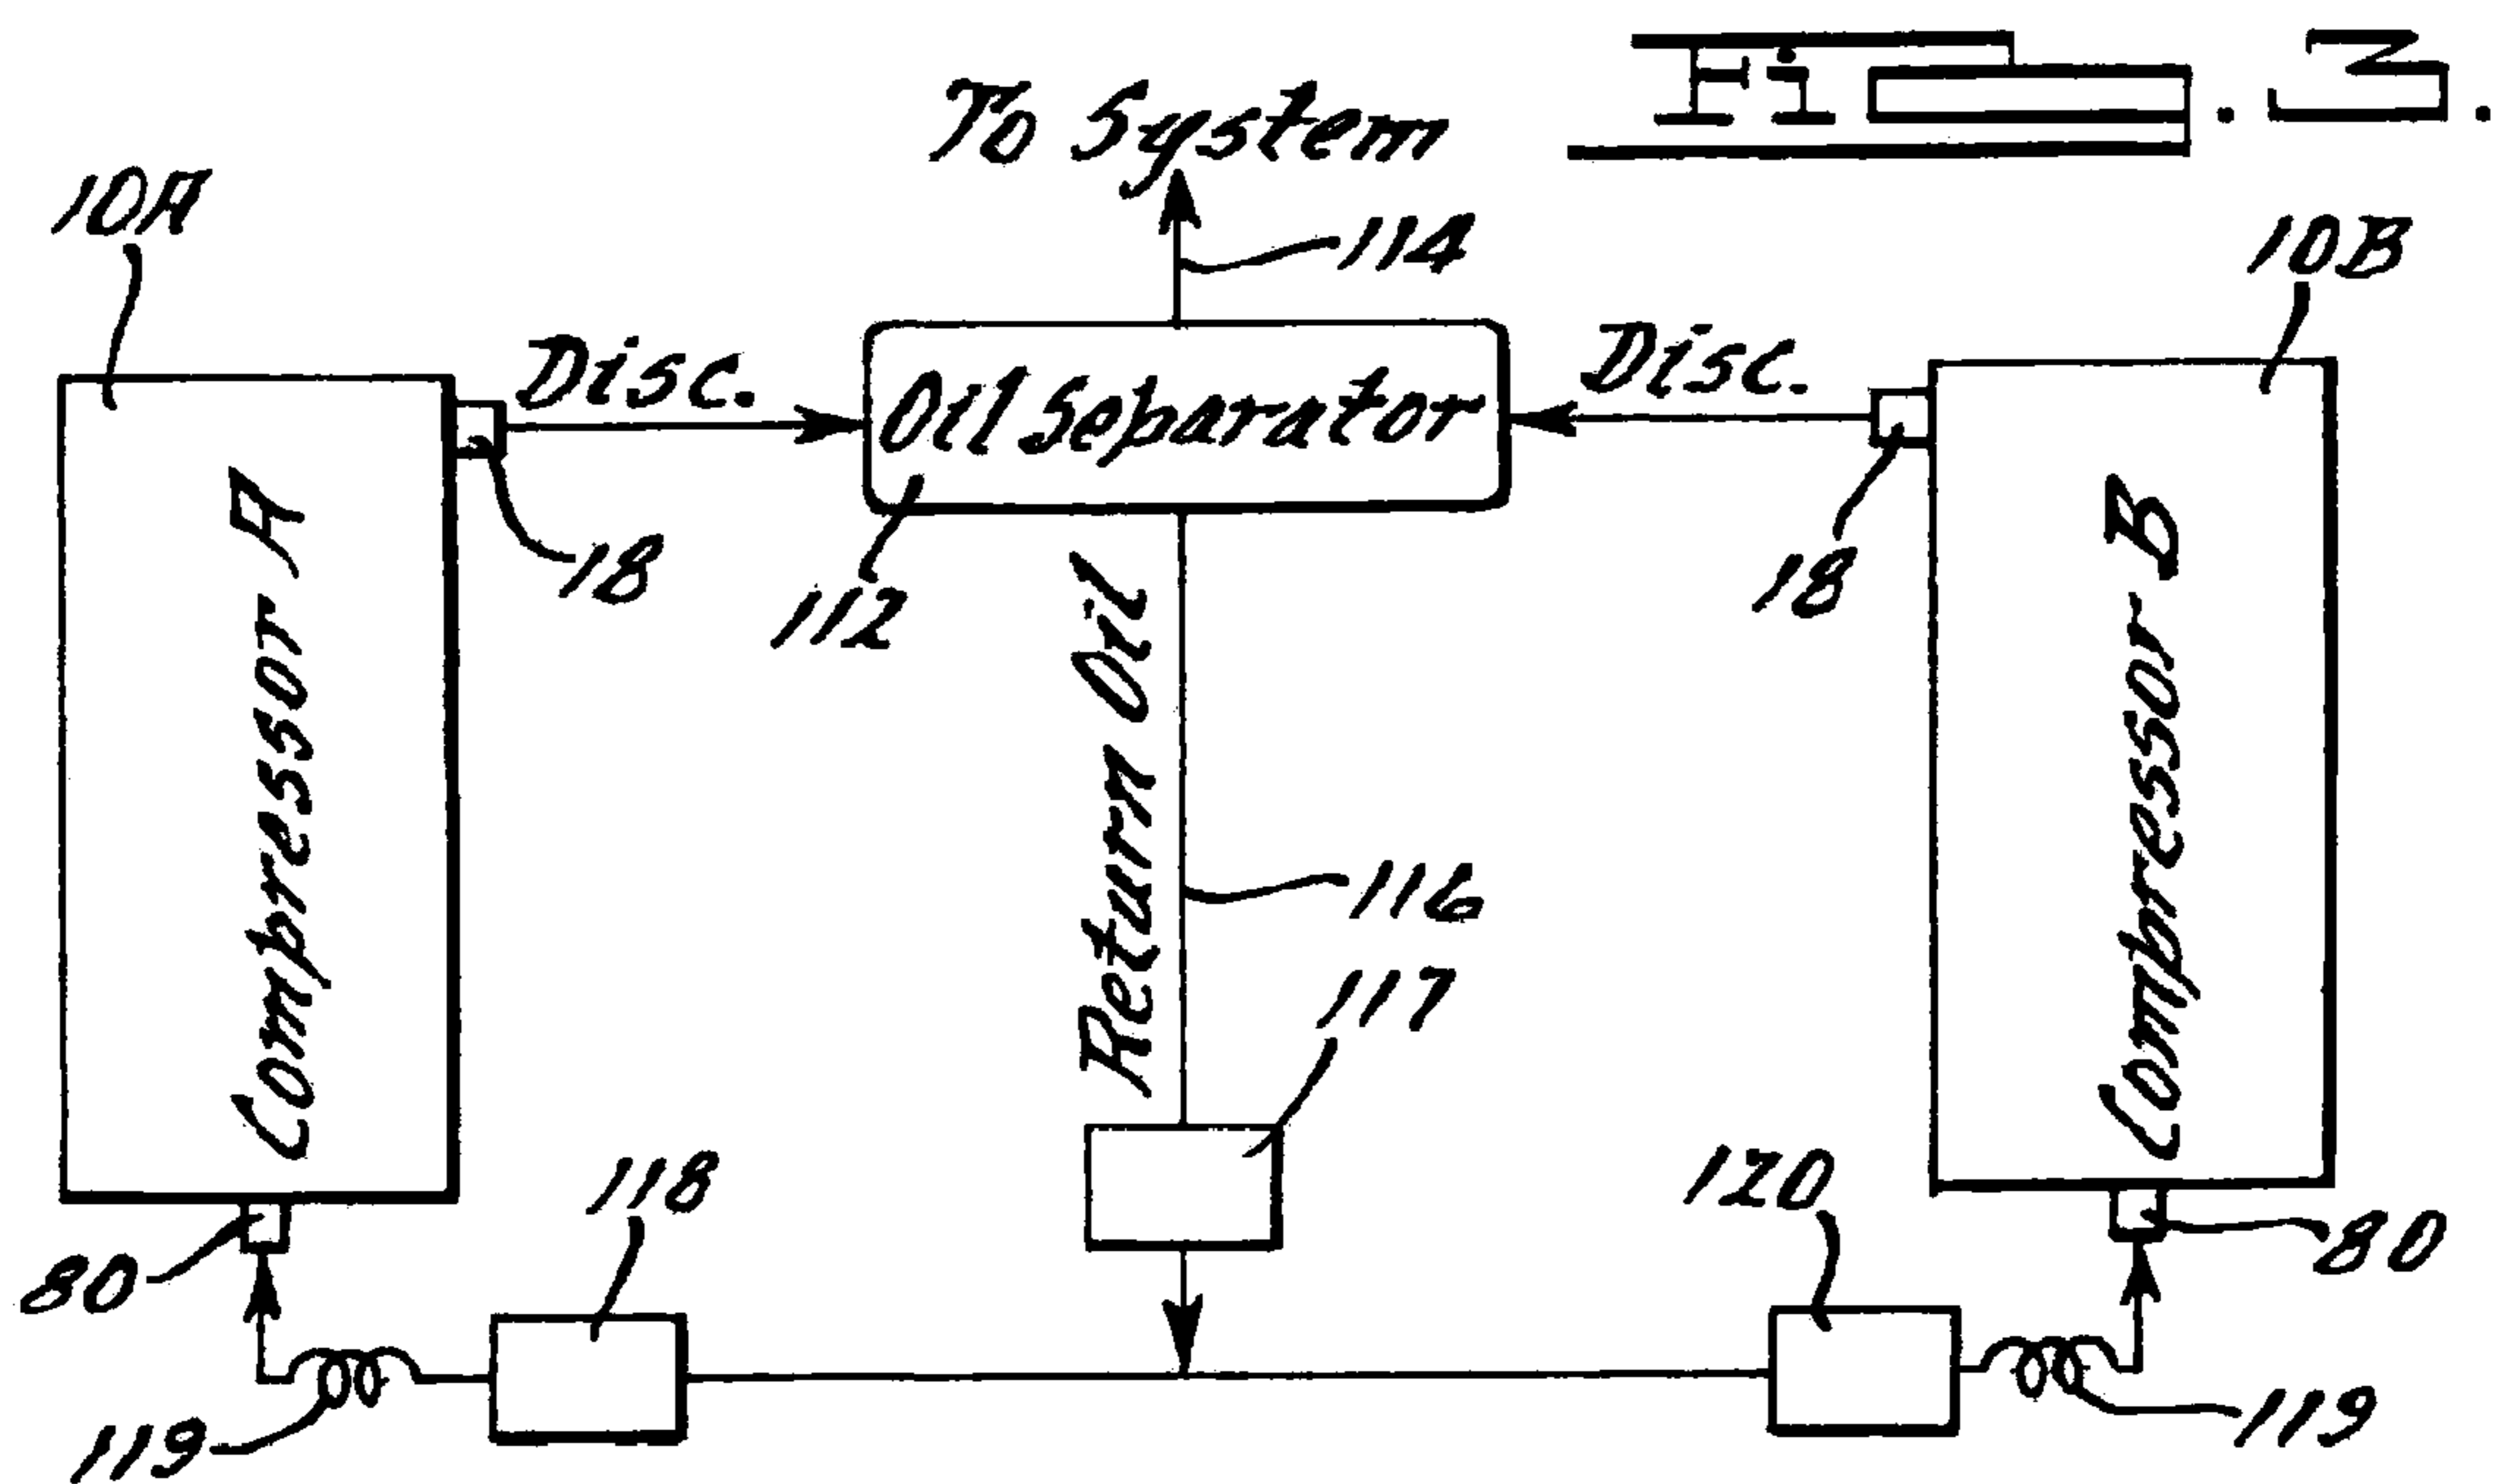 Fig. 3.
To System
10A
114
10B
Disc.
Disc.
Oil Separator
18
112
18
Compressor A
Return Oil
Compressor B
116
117
118
120
80
80
119
119